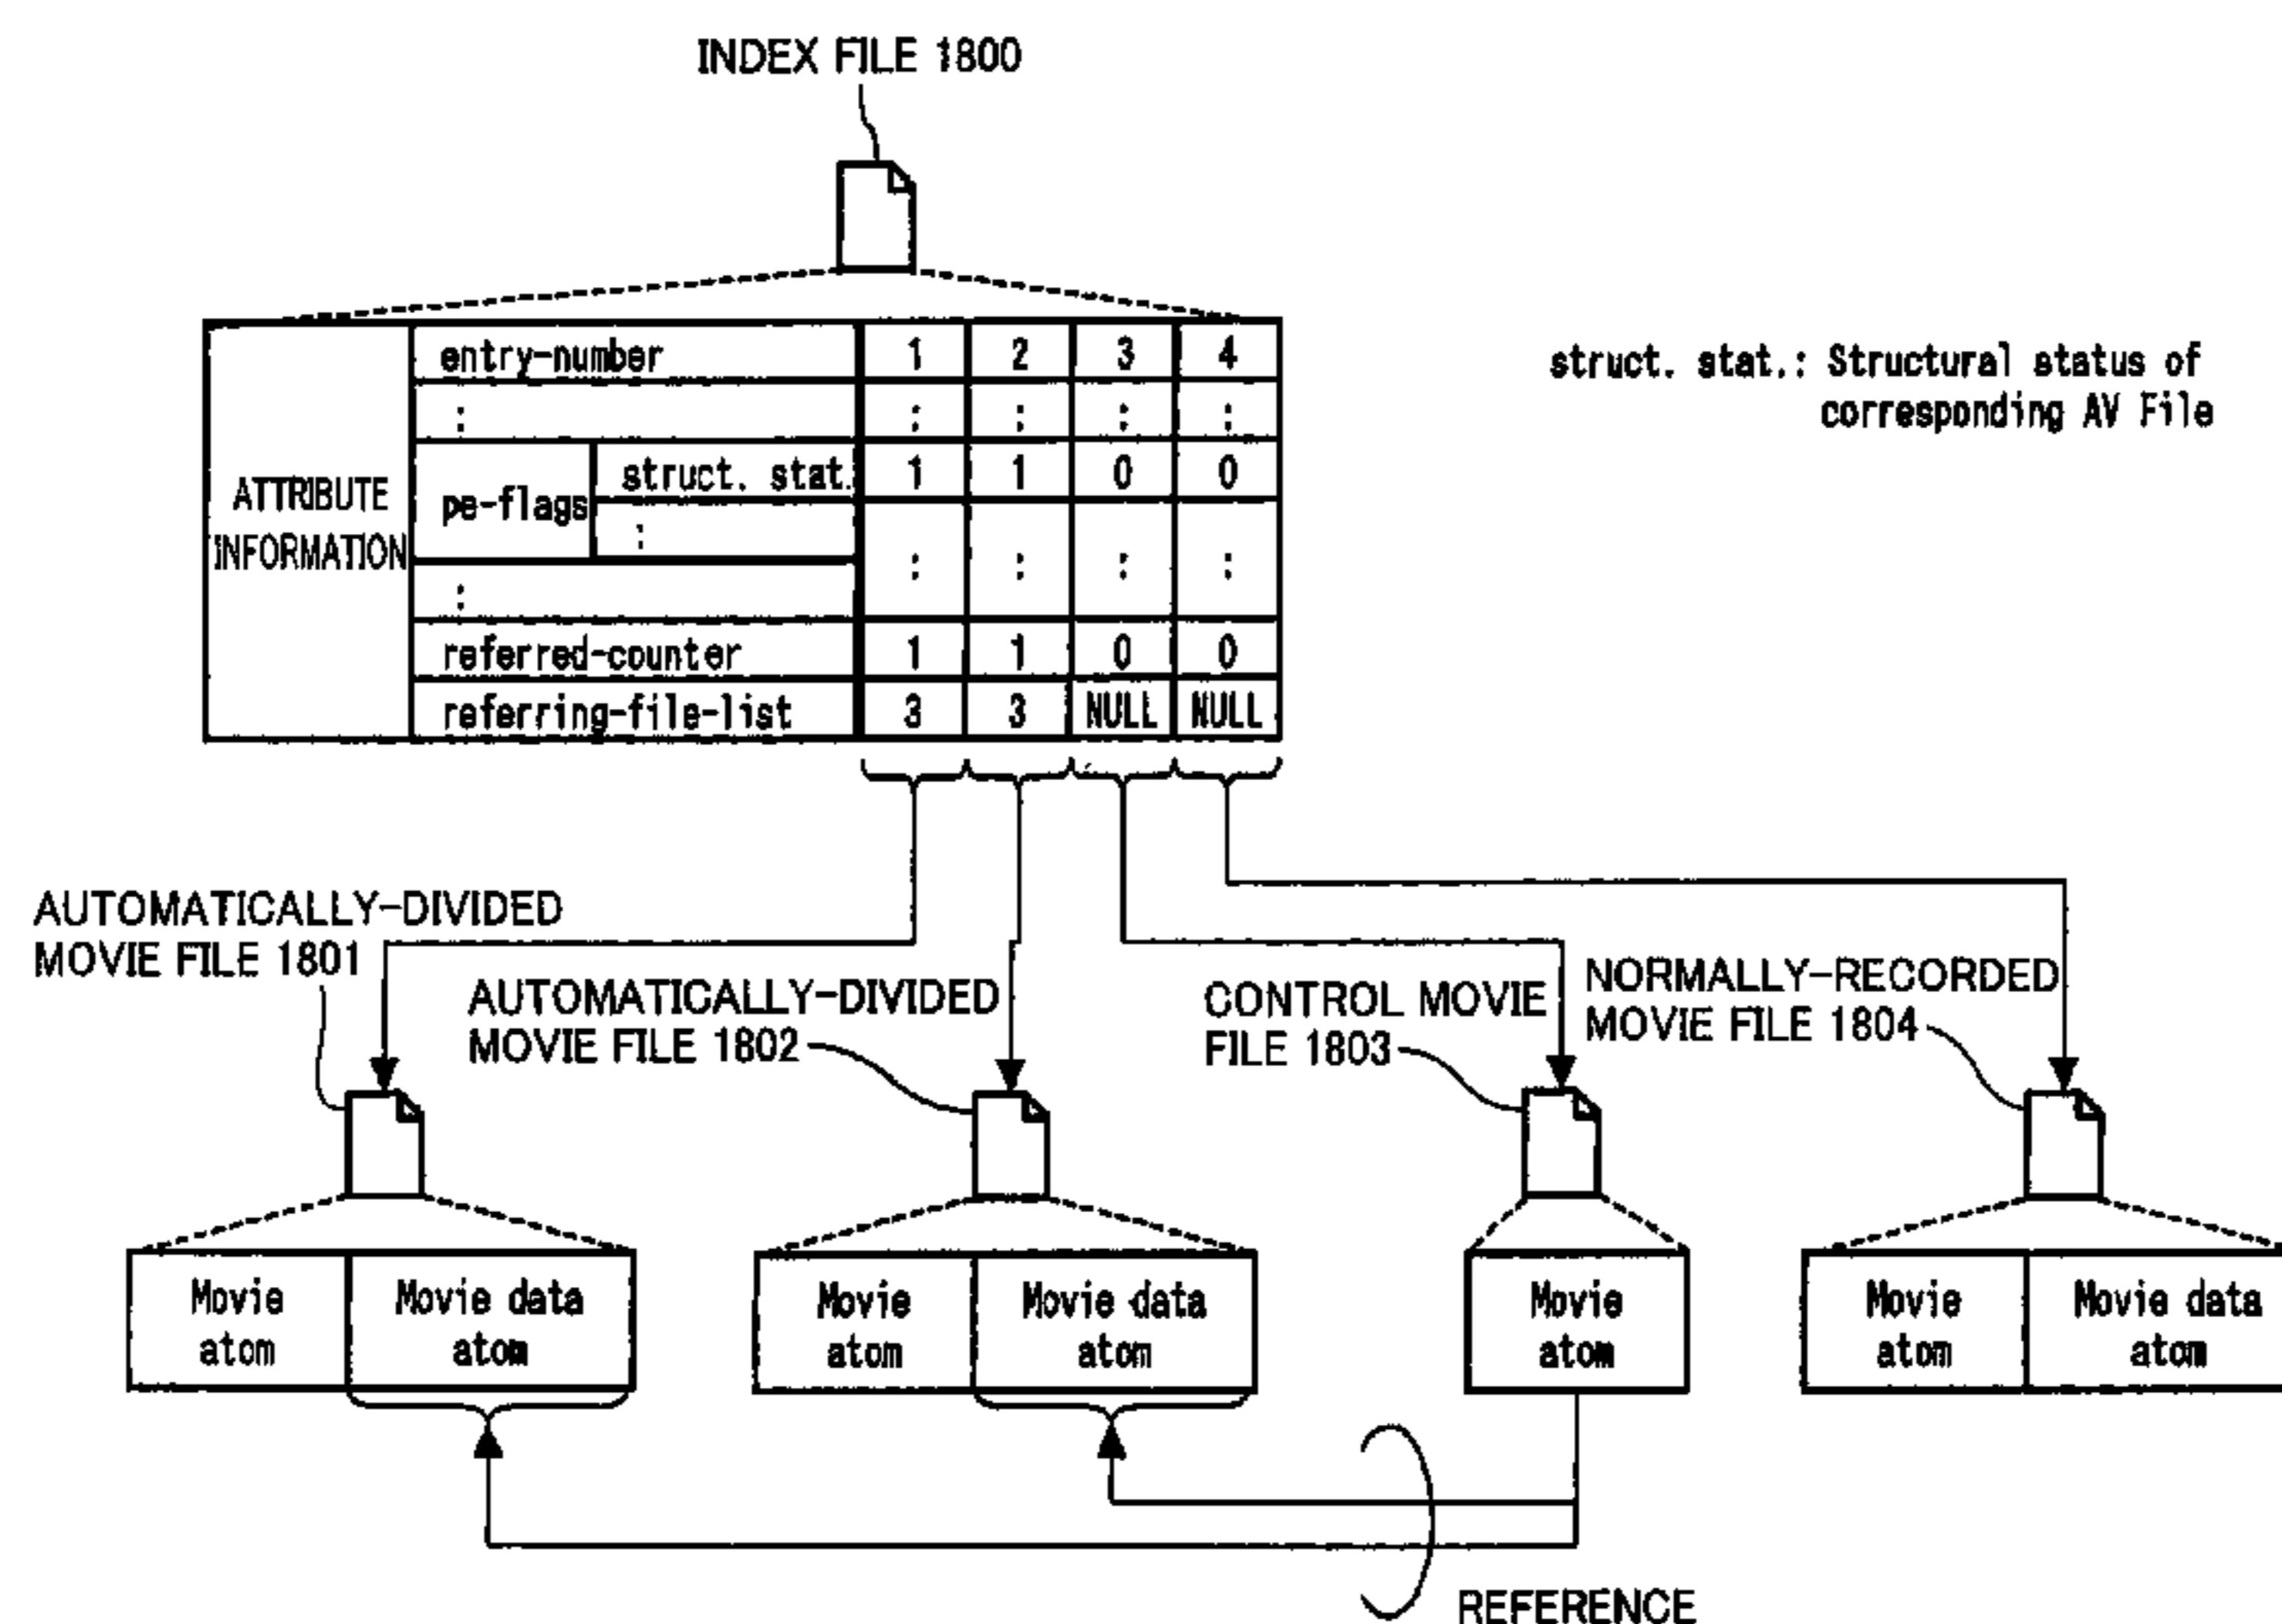 INDEX FILE 1800
entry-number 1 2 3 4
: : : : :
struct. stat.: Structural status of
corresponding AV File
ATTRIBUTE
INFORMATION
pe-flags struct. stat. 1 1 0 0
:
: : : : :
referred-counter 1 1 0 0
referring-file-list 3 3 NULL NULL
AUTOMATICALLY-DIVIDED
MOVIE FILE 1801
AUTOMATICALLY-DIVIDED
MOVIE FILE 1802
CONTROL MOVIE
FILE 1803
NORMALLY-RECORDED
MOVIE FILE 1804
Movie
atom
Movie data
atom
Movie
atom
Movie data
atom
Movie
atom
Movie
atom
Movie data
atom
REFERENCE